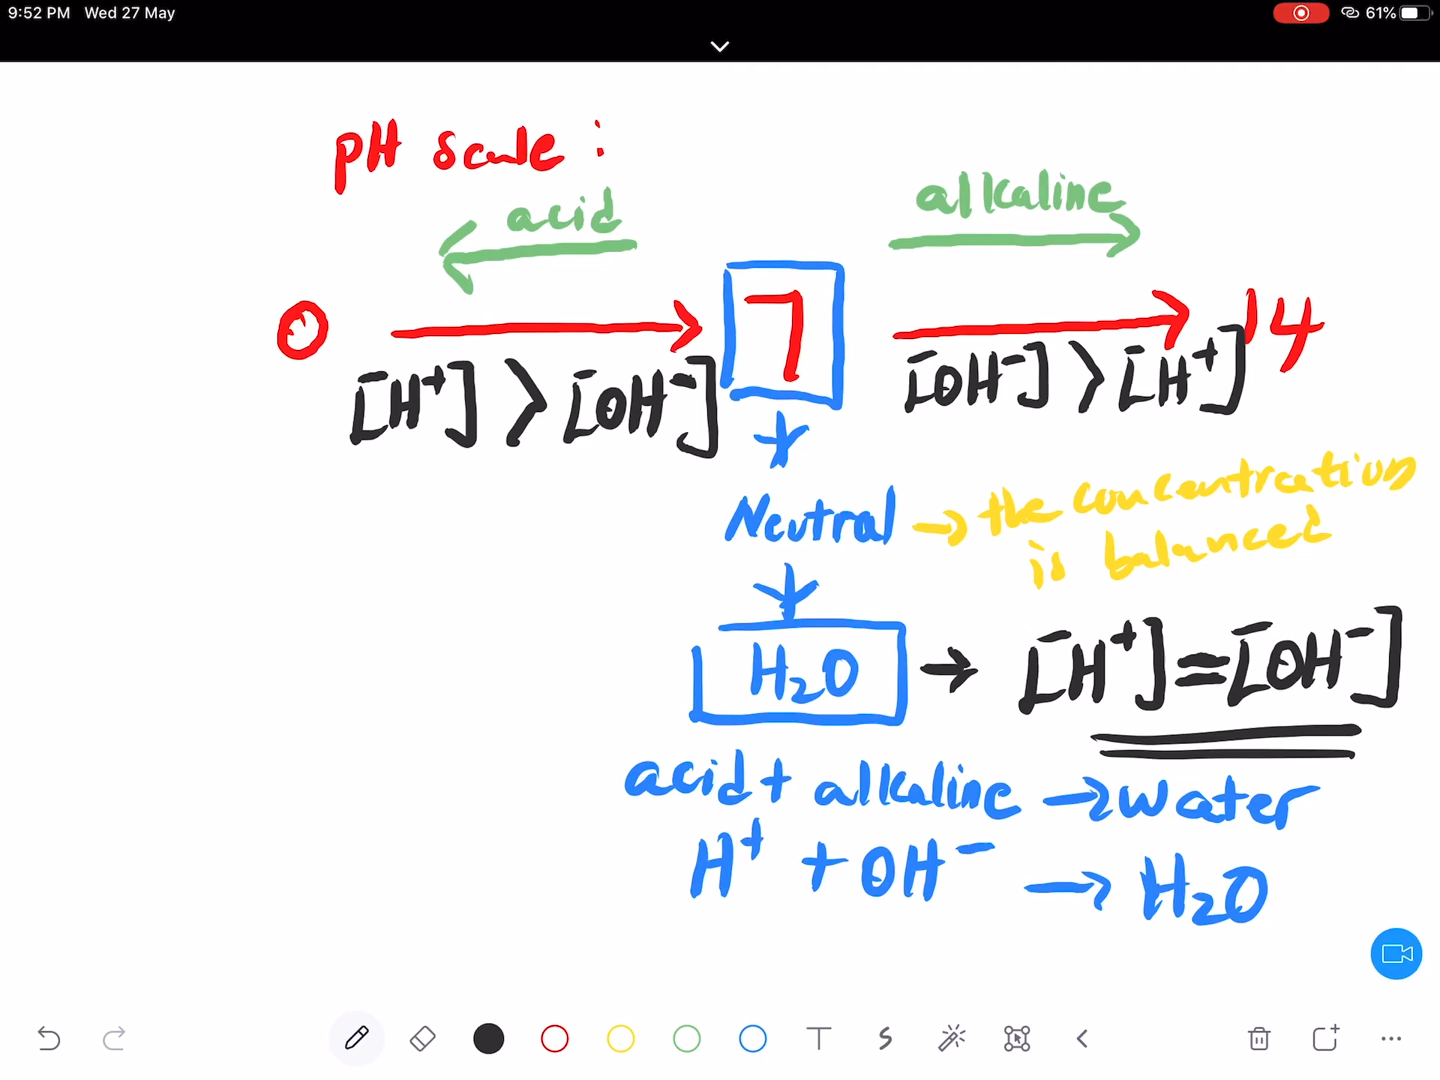 9:52 PM Wed 27 May
61%
pH scale :
acid
alkaline
0 → 7 → 14
[H⁺] > [OH⁻]
[OH⁻] > [H⁺]
Neutral → the concentration
is balanced
H₂O → [H⁺] = [OH⁻]
acid + alkaline → water
H⁺ + OH⁻ → H₂O
T